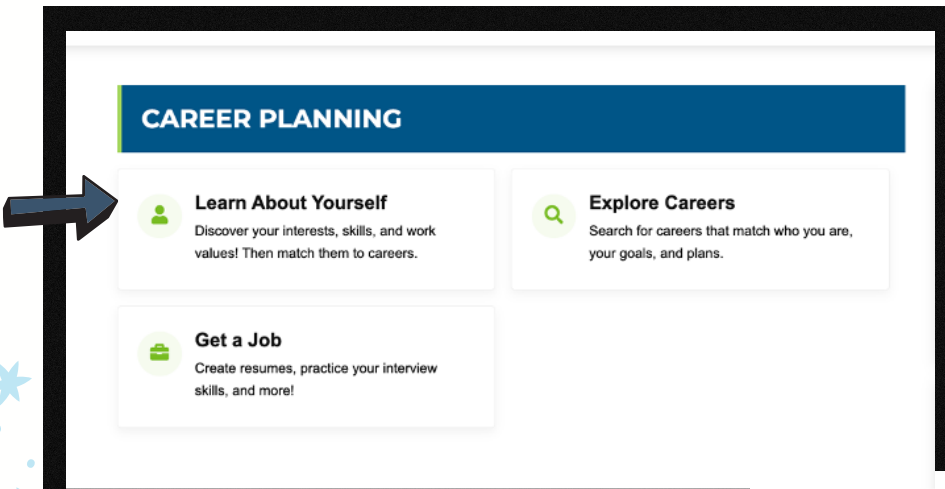 CAREER PLANNING
Learn About Yourself
Discover your interests, skills, and work
values! Then match them to careers.
Explore Careers
Search for careers that match who you are,
your goals, and plans.
Get a Job
Create resumes, practice your interview
skills, and more!